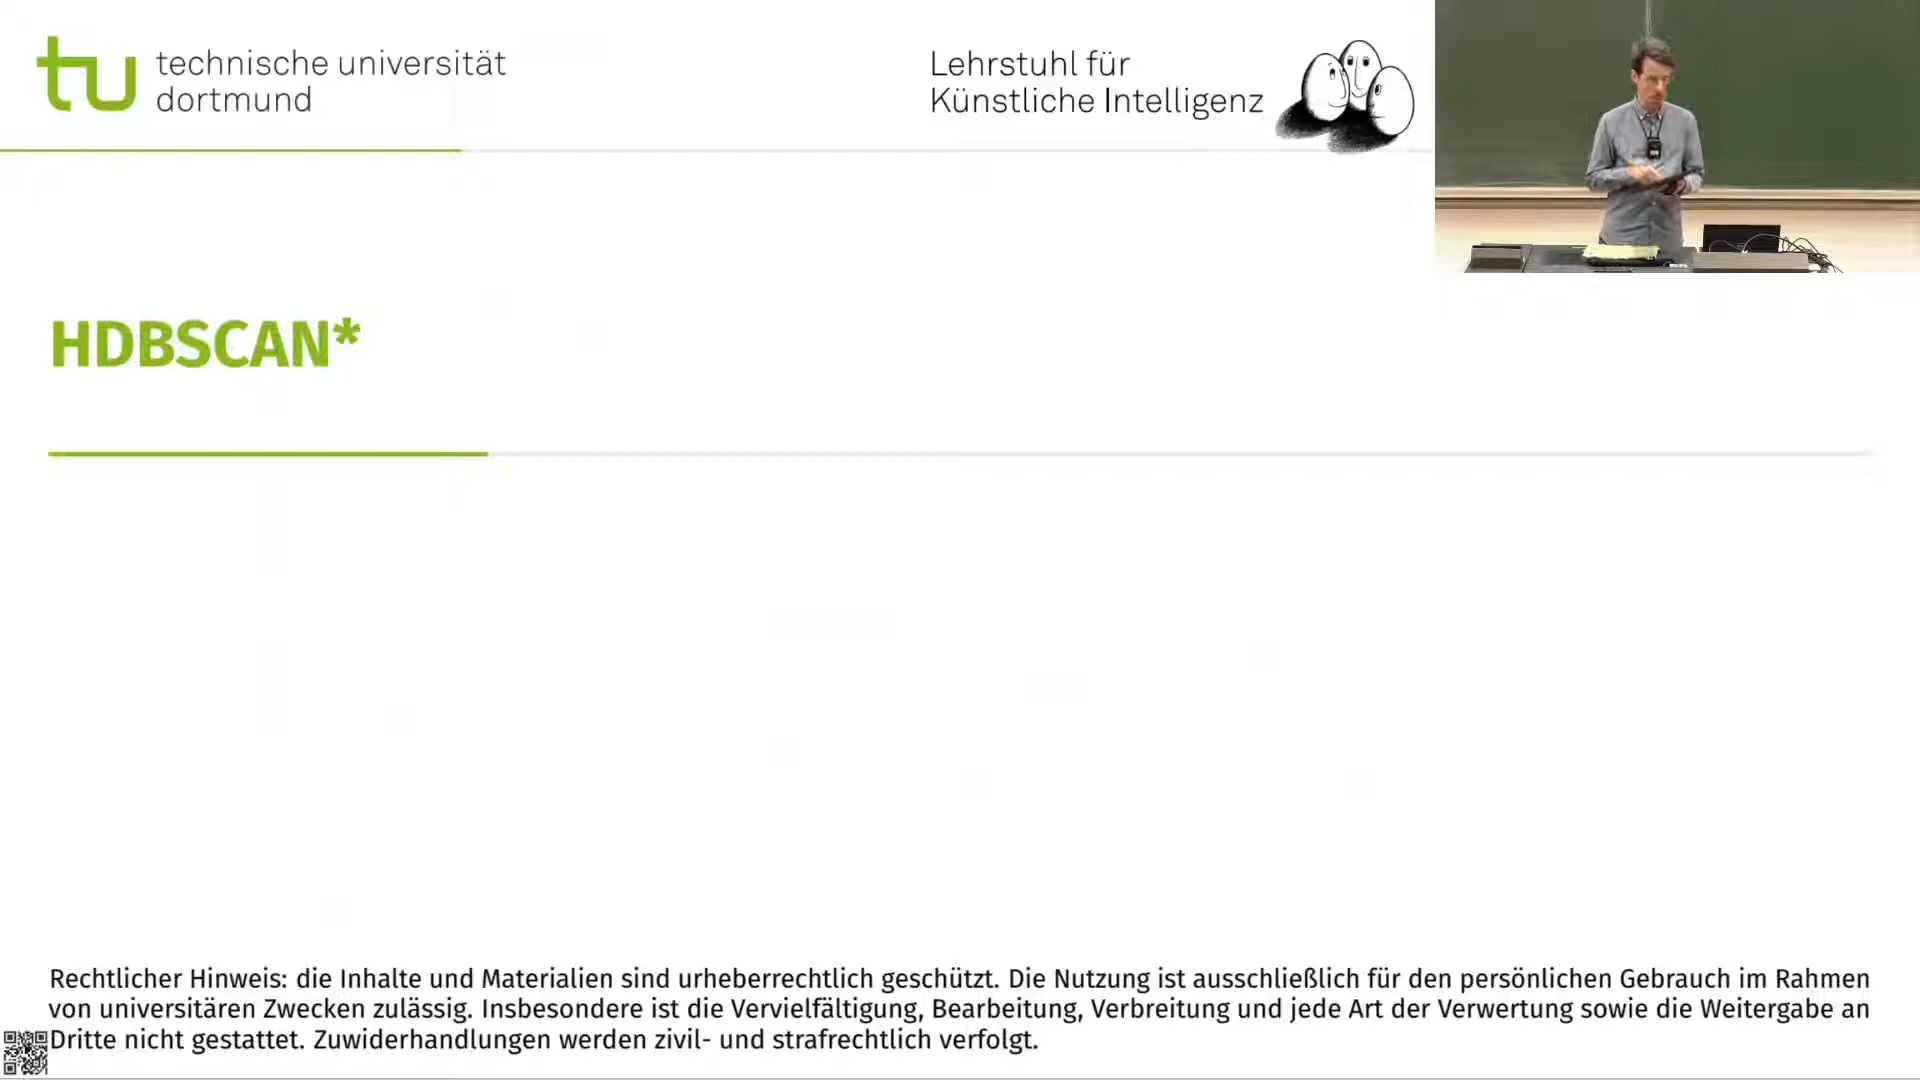 technische universität
dortmund
Lehrstuhl für
Künstliche Intelligenz
HDBSCAN*
Rechtlicher Hinweis: die Inhalte und Materialien sind urheberrechtlich geschützt. Die Nutzung ist ausschließlich für den persönlichen Gebrauch im Rahmen
von universitären Zwecken zulässig. Insbesondere ist die Vervielfältigung, Bearbeitung, Verbreitung und jede Art der Verwertung sowie die Weitergabe an
Dritte nicht gestattet. Zuwiderhandlungen werden zivil- und strafrechtlich verfolgt.